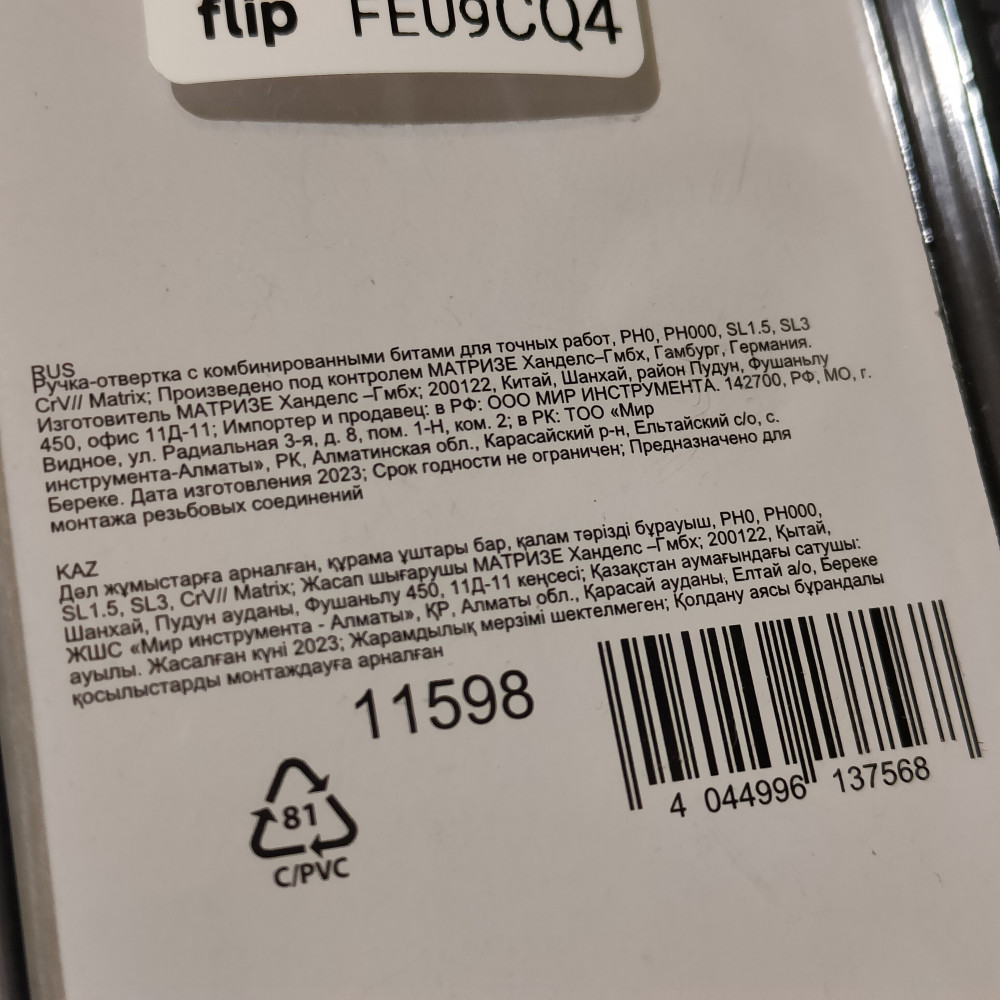 flip FEU9CQ4
RUS
Ручка-отвертка с комбинированными битами для точных работ, PH0, PH000, SL1.5, SL3
CrV// Matrix; Произведено под контролем МАТРИЗЕ Ханделс–Гмбх, Гамбург, Германия.
Изготовитель МАТРИЗЕ Ханделс –Гмбх; 200122, Китай, Шанхай, район Пудун, Фушаньлу
450, офис 11Д-11; Импортер и продавец: в РФ: ООО МИР ИНСТРУМЕНТА. 142700, РФ, МО, г.
Видное, ул. Радиальная 3-я, д. 8, пом. 1-Н, ком. 2; в РК: ТОО «Мир
инструмента-Алматы», РК, Алматинская обл., Карасайский р-н, Ельтайский с/о, с.
Береке. Дата изготовления 2023; Срок годности не ограничен; Предназначено для
монтажа резьбовых соединений
KAZ
Дәл жұмыстарға арналған, құрама ұштары бар, қалам тәрізді бұрауыш, PH0, PH000,
SL1.5, SL3, CrV// Matrix; Жасап шығарушы МАТРИЗЕ Ханделс –Гмбх; 200122, Қытай,
Шанхай, Пудун ауданы, Фушаньлу 450, 11Д-11 кеңсесі; Қазақстан аумағындағы сатушы:
ЖШС «Мир инструмента - Алматы», ҚР, Алматы обл., Қарасай ауданы, Елтай а/о, Береке
ауылы. Жасалған күні 2023; Жарамдылық мерзімі шектелмеген; Қолдану аясы бұрандалы
қосылыстарды монтаждауға арналған
11598
81
C/PVC
4 044996 137568